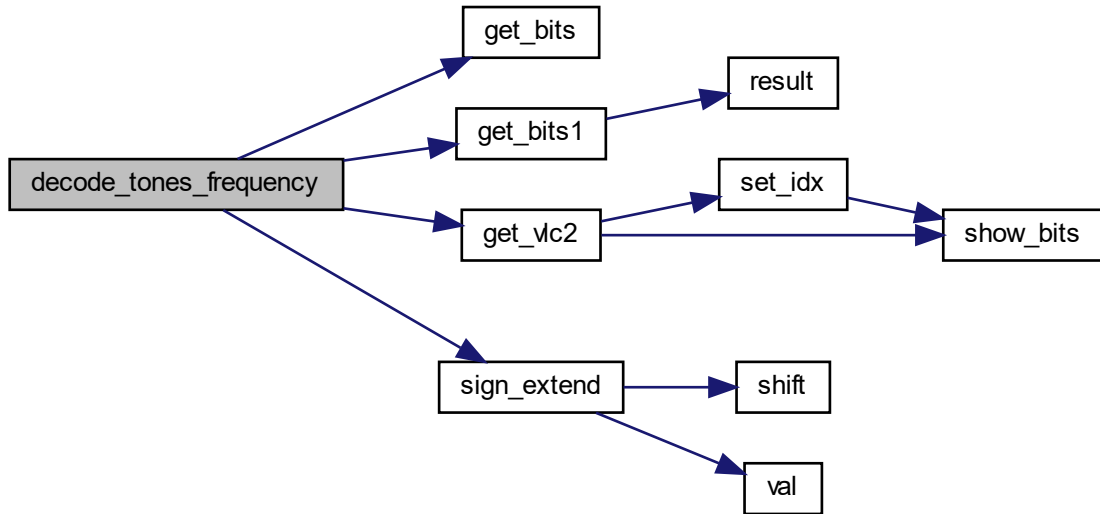 get_bits
result
get_bits1
decode_tones_frequency
set_idx
get_vlc2
show_bits
sign_extend
shift
val